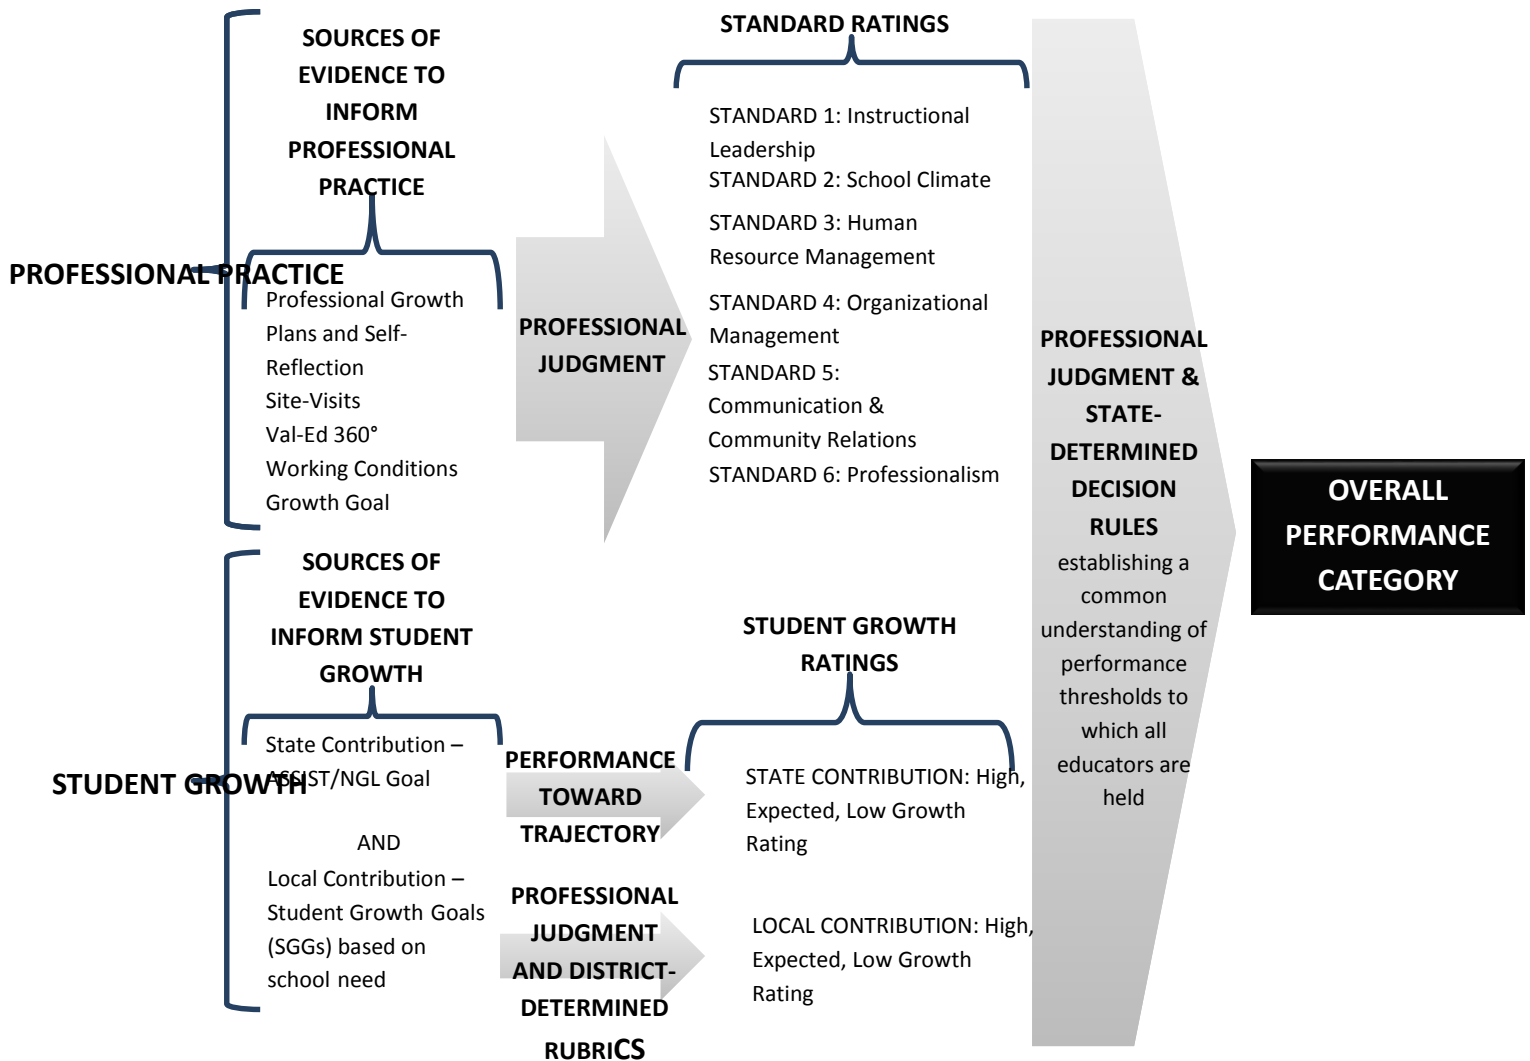 PROFESSIONAL PRACTICE
SOURCES OF
EVIDENCE TO
INFORM
PROFESSIONAL
PRACTICE
Professional Growth
Plans and Self-
Reflection
Site-Visits
Val-Ed 360°
Working Conditions
Growth Goal
PROFESSIONAL
JUDGMENT
STANDARD RATINGS
STANDARD 1: Instructional
Leadership
STANDARD 2: School Climate
STANDARD 3: Human
Resource Management
STANDARD 4: Organizational
Management
STANDARD 5:
Communication &
Community Relations
STANDARD 6: Professionalism
STUDENT GROWTH
SOURCES OF
EVIDENCE TO
INFORM STUDENT
GROWTH
State Contribution –
ASSIST/NGL Goal
AND
Local Contribution –
Student Growth Goals
(SGGs) based on
school need
PERFORMANCE
TOWARD
TRAJECTORY
PROFESSIONAL
JUDGMENT
AND DISTRICT-
DETERMINED
RUBRICS
STUDENT GROWTH
RATINGS
STATE CONTRIBUTION: High,
Expected, Low Growth
Rating
LOCAL CONTRIBUTION: High,
Expected, Low Growth
Rating
PROFESSIONAL
JUDGMENT &
STATE-
DETERMINED
DECISION
RULES
establishing a
common
understanding of
performance
thresholds to
which all
educators are
held
OVERALL
PERFORMANCE
CATEGORY